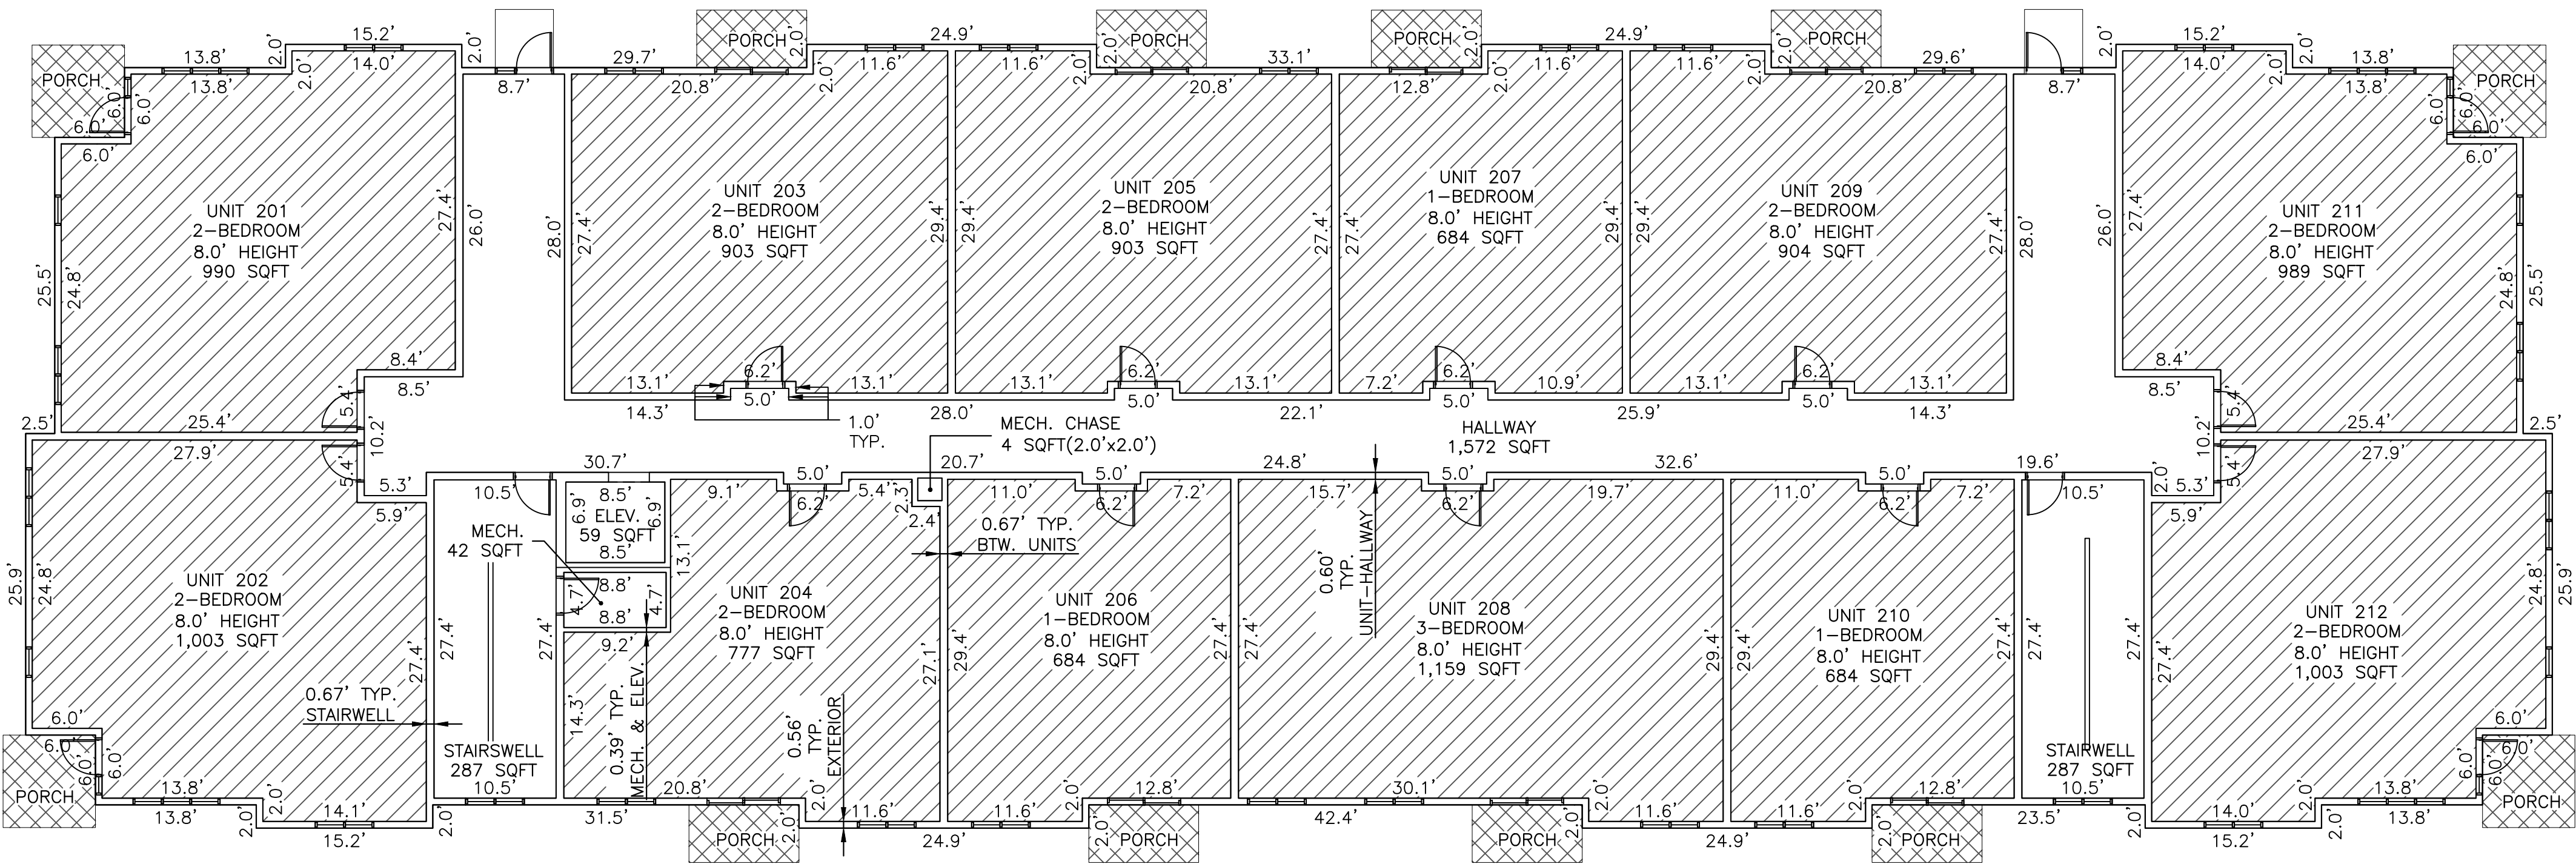 PORCH
13.8'
13.8'
2.0'
2.0'
15.2'
14.0'
2.0'
6.0'
6.0'
6.0'
6.0'
UNIT 201
2-BEDROOM
8.0' HEIGHT
990 SQFT
25.5'
24.8'
27.4'
26.0'
8.4'
8.5'
5.4'
25.4'
2.5'
10.2'
8.7'
28.0'
29.7'
20.8'
PORCH
2.0'
2.0'
24.9'
11.6'
27.4'
UNIT 203
2-BEDROOM
8.0' HEIGHT
903 SQFT
29.4'
13.1'
6.2'
13.1'
14.3'
5.0'
1.0'
TYP.
28.0'
11.6'
2.0'
2.0'
PORCH
33.1'
20.8'
29.4'
UNIT 205
2-BEDROOM
8.0' HEIGHT
903 SQFT
27.4'
13.1'
6.2'
13.1'
5.0'
22.1'
PORCH
12.8'
2.0'
2.0'
24.9'
11.6'
27.4'
UNIT 207
1-BEDROOM
8.0' HEIGHT
684 SQFT
29.4'
7.2'
6.2'
10.9'
5.0'
25.9'
11.6'
2.0'
2.0'
PORCH
29.6'
20.8'
29.4'
UNIT 209
2-BEDROOM
8.0' HEIGHT
904 SQFT
27.4'
13.1'
6.2'
13.1'
5.0'
14.3'
28.0'
8.7'
26.0'
2.0'
15.2'
14.0'
2.0'
2.0'
13.8'
13.8'
PORCH
6.0'
6.0'
6.0'
6.0'
27.4'
UNIT 211
2-BEDROOM
8.0' HEIGHT
989 SQFT
24.8'
25.5'
8.4'
8.5'
5.4'
25.4'
2.5'
10.2'
MECH. CHASE
4 SQFT(2.0'x2.0')
HALLWAY
1,572 SQFT
27.9'
5.4'
5.3'
5.9'
25.9'
24.8'
UNIT 202
2-BEDROOM
8.0' HEIGHT
1,003 SQFT
27.4'
0.67' TYP.
STAIRWELL
6.0'
6.0'
6.0'
6.0'
PORCH
13.8'
13.8'
2.0'
2.0'
14.1'
15.2'
2.0'
30.7'
10.5'
27.4'
27.4'
STAIRSWELL
287 SQFT
10.5'
8.5'
6.9'
6.9'
ELEV.
59 SQFT
8.5'
MECH.
42 SQFT
8.8'
4.7'
4.7'
8.8'
9.2'
13.1'
14.3'
0.39' TYP.
MECH. & ELEV.
9.1'
5.0'
6.2'
5.4'
2.3'
2.4'
20.7'
UNIT 204
2-BEDROOM
8.0' HEIGHT
777 SQFT
27.1'
0.56'
TYP.
EXTERIOR
20.8'
31.5'
PORCH
2.0'
2.0'
11.6'
24.9'
0.67' TYP.
BTW. UNITS
11.0'
5.0'
6.2'
7.2'
24.8'
29.4'
UNIT 206
1-BEDROOM
8.0' HEIGHT
684 SQFT
27.4'
11.6'
2.0'
2.0'
12.8'
PORCH
0.60'
TYP.
UNIT-HALLWAY
15.7'
5.0'
6.2'
19.7'
32.6'
27.4'
UNIT 208
3-BEDROOM
8.0' HEIGHT
1,159 SQFT
29.4'
30.1'
42.4'
PORCH
2.0'
2.0'
11.6'
24.9'
11.0'
5.0'
6.2'
7.2'
29.4'
UNIT 210
1-BEDROOM
8.0' HEIGHT
684 SQFT
27.4'
11.6'
2.0'
2.0'
12.8'
PORCH
19.6'
10.5'
27.4'
27.4'
STAIRWELL
287 SQFT
10.5'
23.5'
2.0'
5.3'
5.4'
5.9'
27.9'
27.4'
UNIT 212
2-BEDROOM
8.0' HEIGHT
1,003 SQFT
24.8'
25.9'
6.0'
6.0'
6.0'
6.0'
PORCH
2.0'
14.0'
15.2'
2.0'
2.0'
13.8'
13.8'